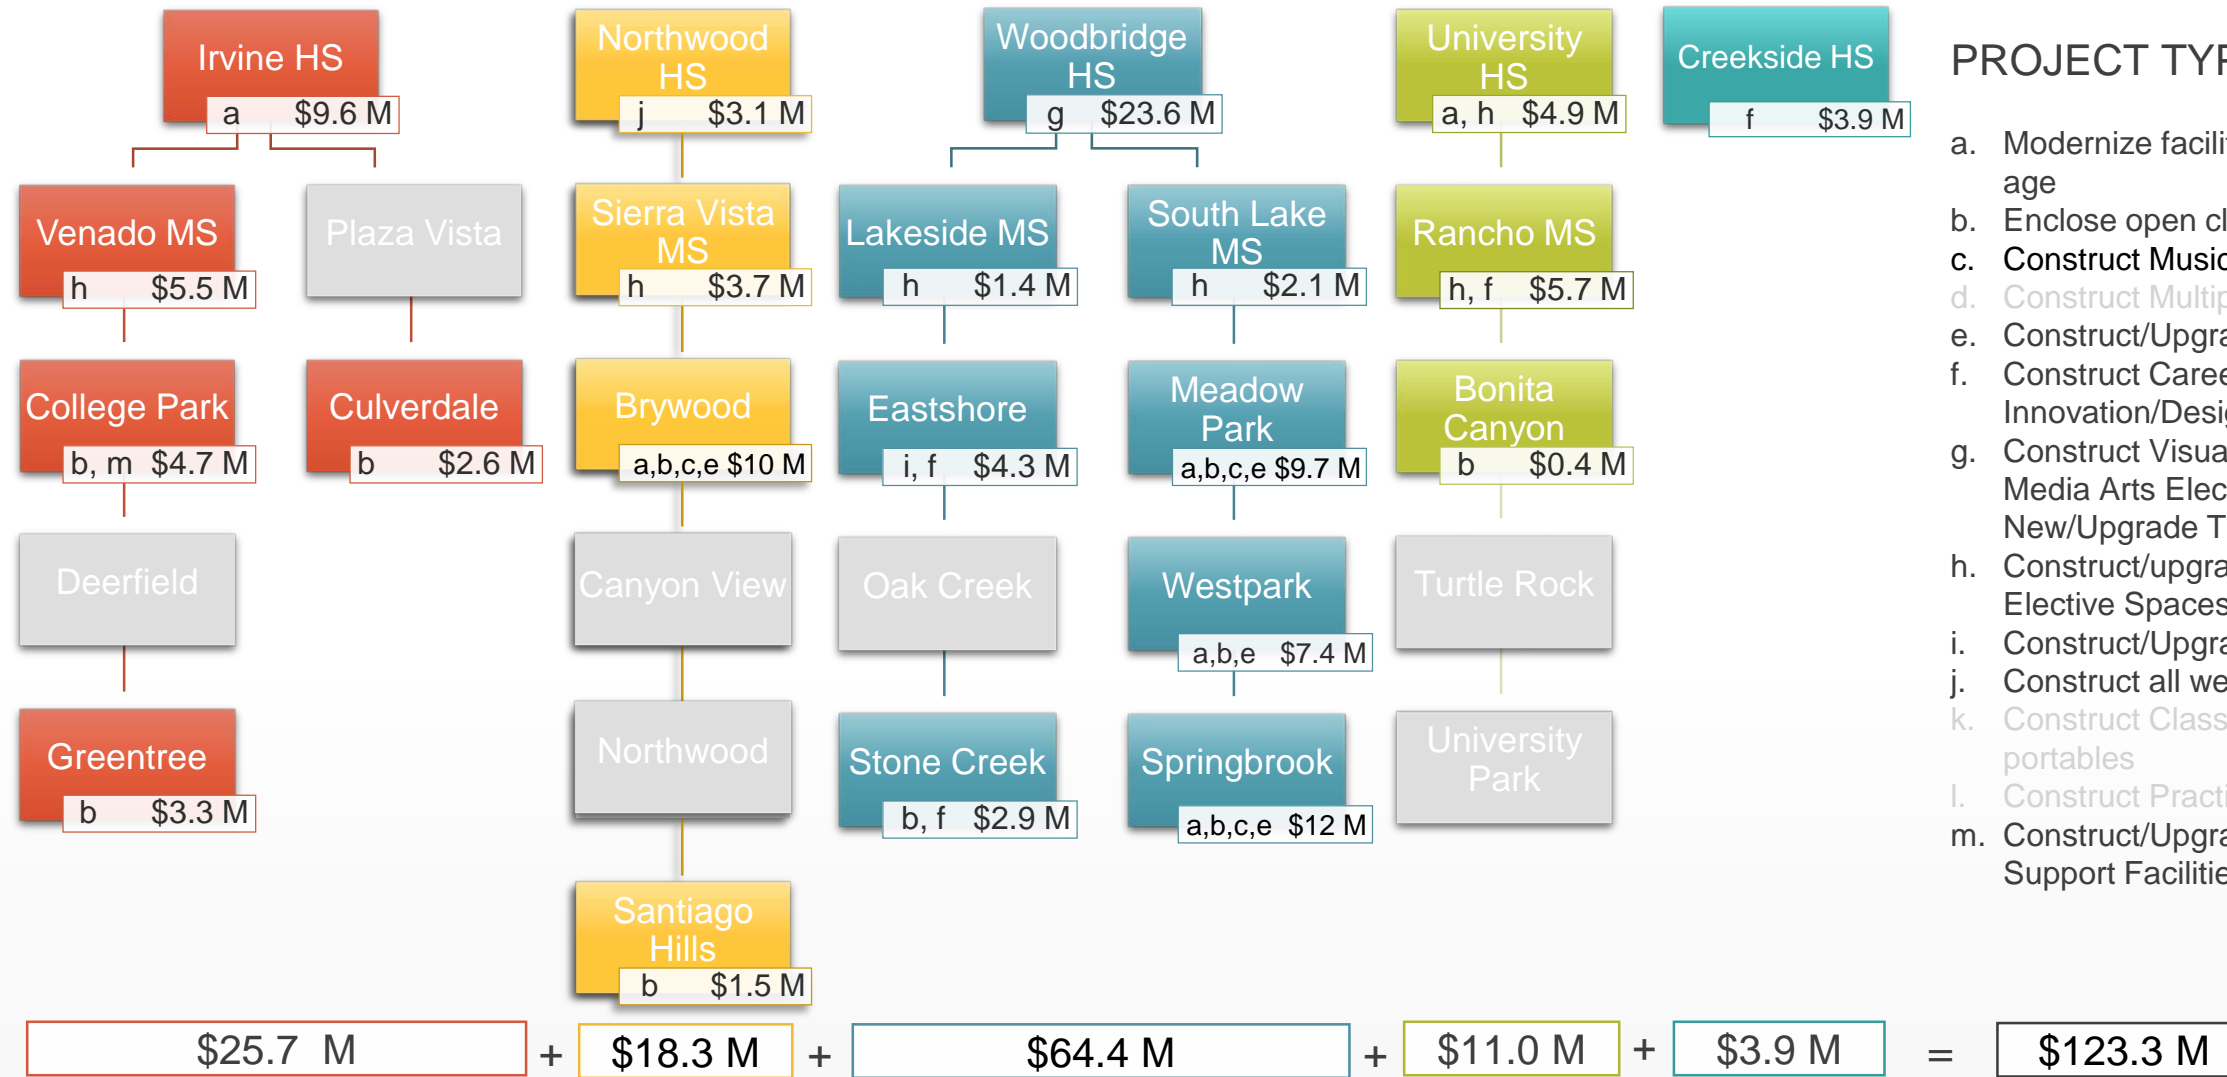 Irvine HS
a $9.6 M
Northwood
HS
j $3.1 M
Woodbridge
HS
g $23.6 M
University
HS
a, h $4.9 M
Creekside HS
f $3.9 M
Venado MS
h $5.5 M
Plaza Vista
Sierra Vista
MS
h $3.7 M
Lakeside MS
h $1.4 M
South Lake
MS
h $2.1 M
Rancho MS
h, f $5.7 M
College Park
b, m $4.7 M
Culverdale
b $2.6 M
Brywood
a,b,c,e $10 M
Eastshore
i, f $4.3 M
Meadow
Park
a,b,c,e $9.7 M
Bonita
Canyon
b $0.4 M
Deerfield
Canyon View
Oak Creek
Westpark
a,b,e $7.4 M
Turtle Rock
Greentree
b $3.3 M
Northwood
Stone Creek
b, f $2.9 M
Springbrook
a,b,c,e $12 M
University
Park
Santiago
Hills
b $1.5 M
PROJECT TYP
a. Modernize facili
age
b. Enclose open cl
c. Construct Music
d. Construct Multip
e. Construct/Upgra
f. Construct Caree
Innovation/Desi
g. Construct Visua
Media Arts Elec
New/Upgrade T
h. Construct/upgra
Elective Spaces
i. Construct/Upgra
j. Construct all we
k. Construct Class
portables
l. Construct Practi
m. Construct/Upgra
Support Facilitie
$25.7 M + $18.3 M + $64.4 M + $11.0 M + $3.9 M = $123.3 M